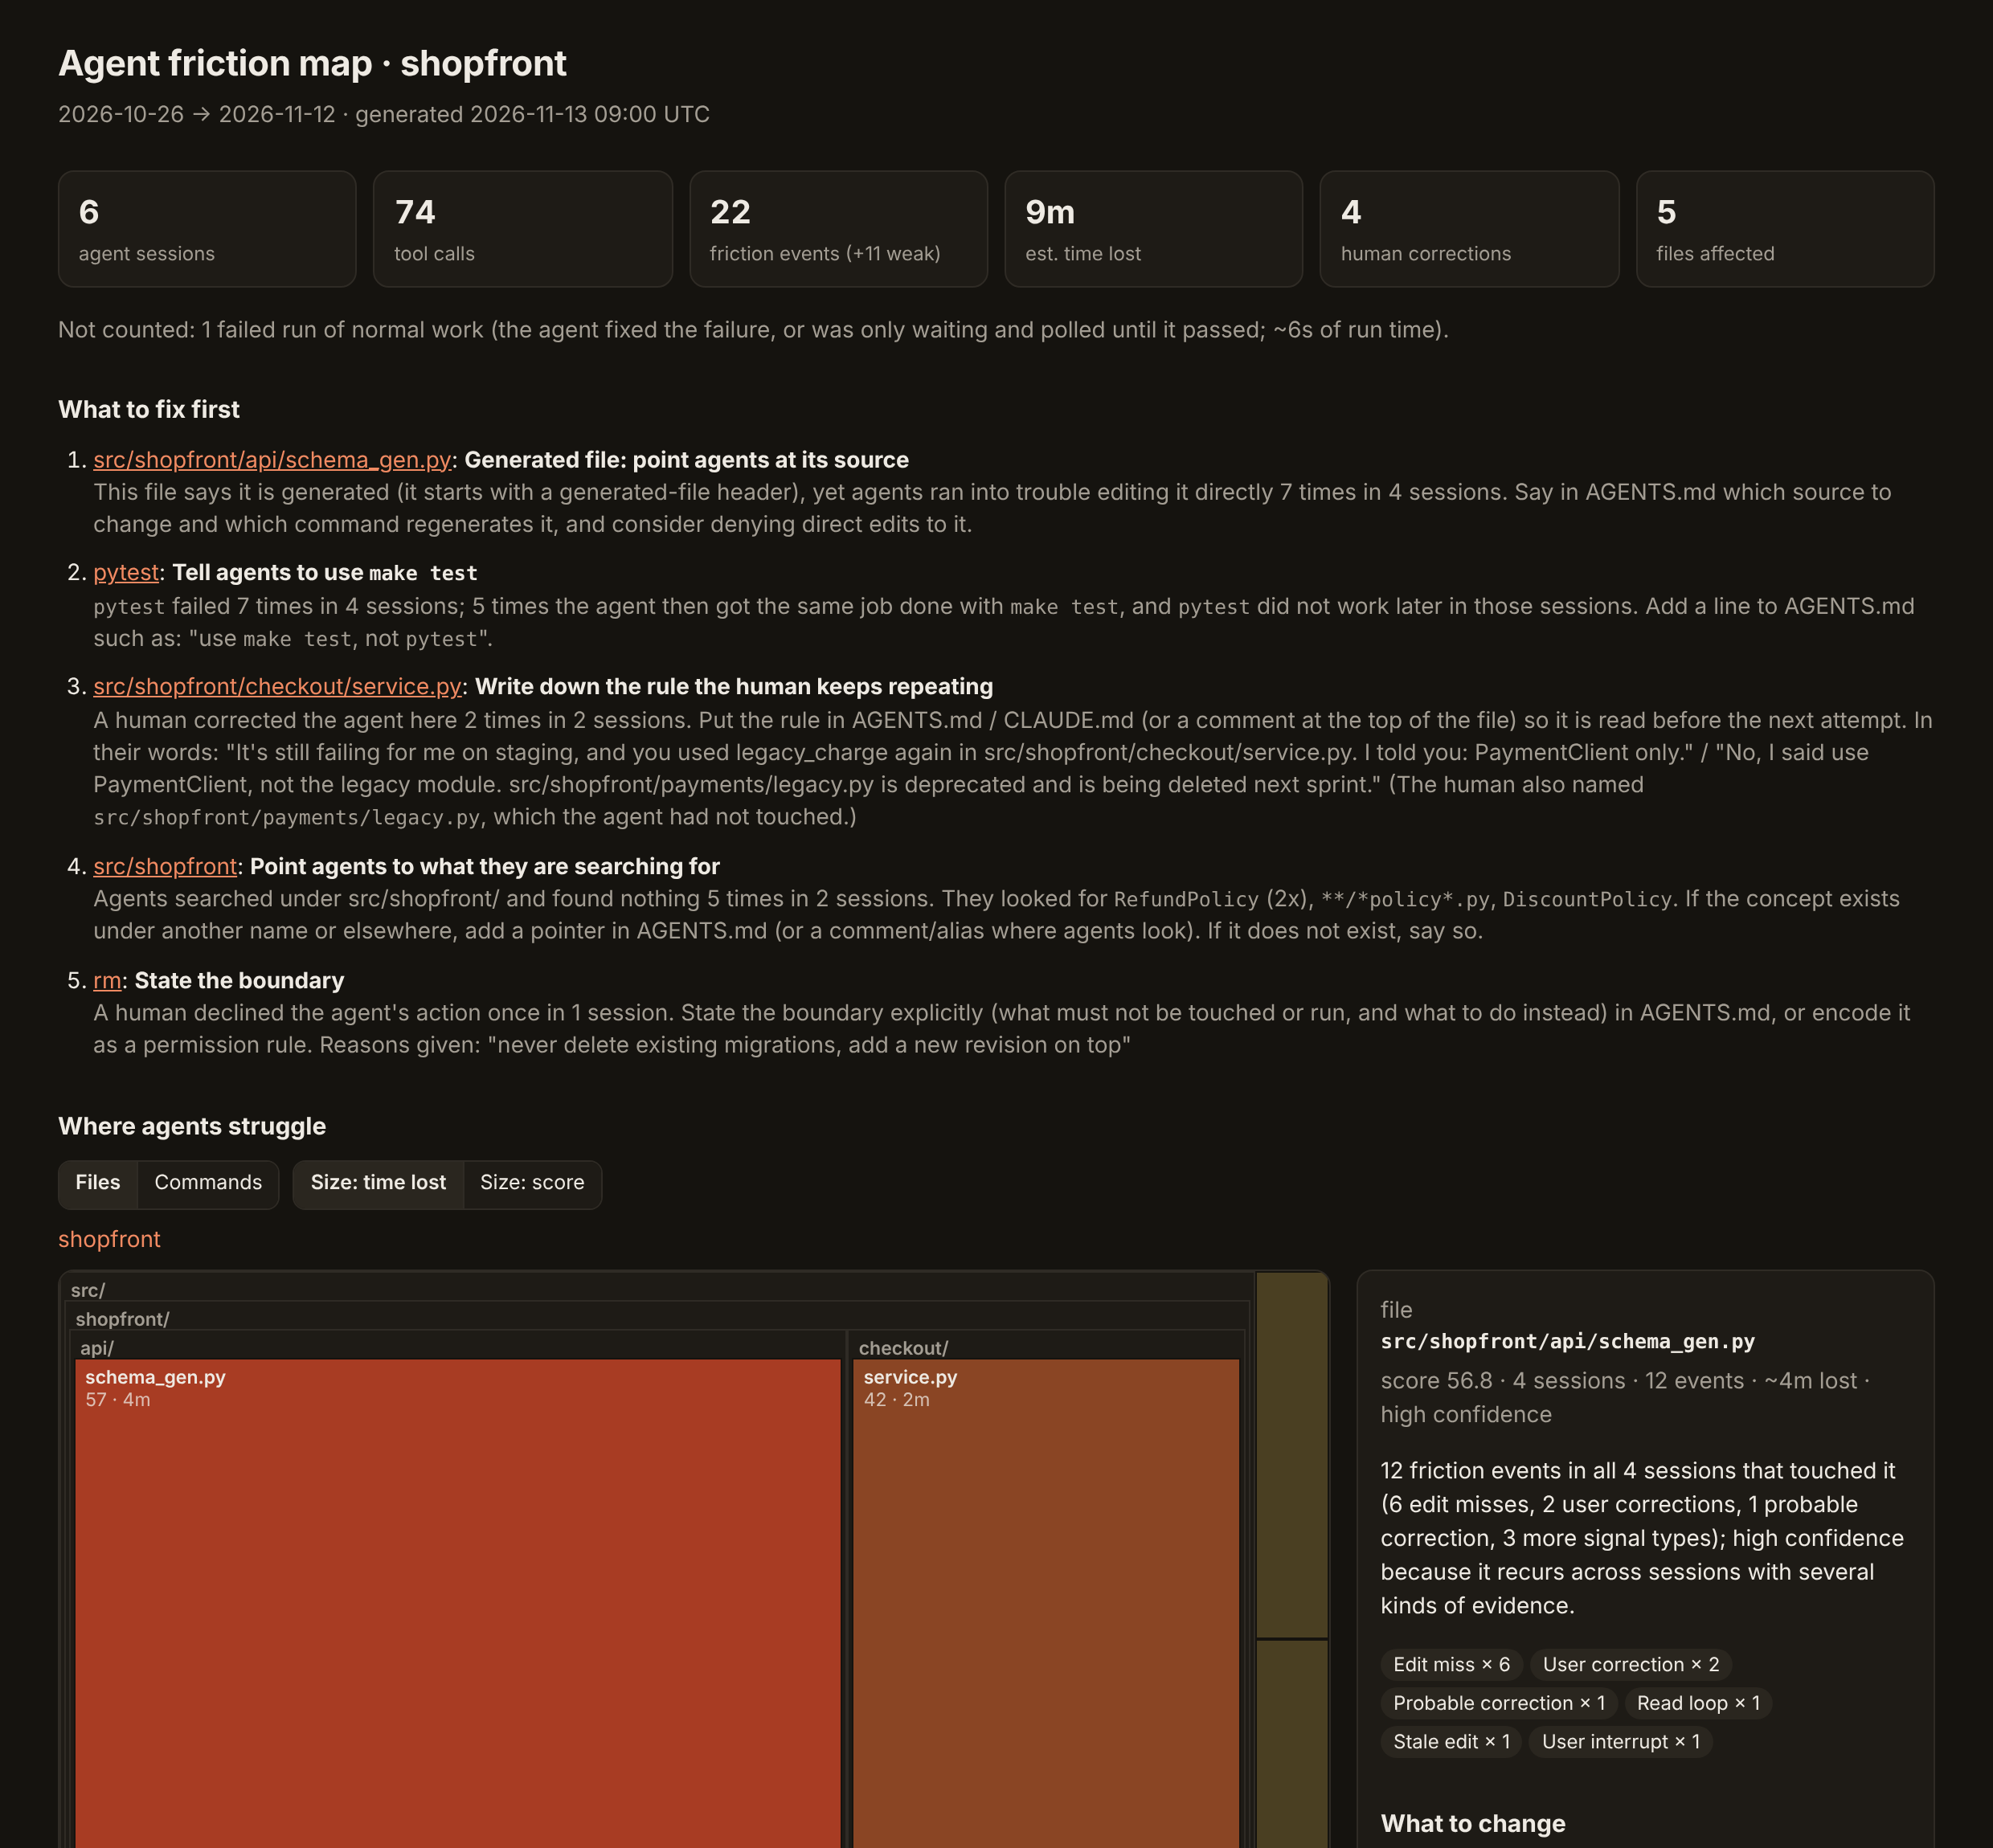 Agent friction map · shopfront
2026-10-26 → 2026-11-12 · generated 2026-11-13 09:00 UTC
6
agent sessions
74
tool calls
22
friction events (+11 weak)
9m
est. time lost
4
human corrections
5
files affected
Not counted: 1 failed run of normal work (the agent fixed the failure, or was only waiting and polled until it passed; ~6s of run time).
What to fix first
1. src/shopfront/api/schema_gen.py: Generated file: point agents at its source
This file says it is generated (it starts with a generated-file header), yet agents ran into trouble editing it directly 7 times in 4 sessions. Say in AGENTS.md which source to
change and which command regenerates it, and consider denying direct edits to it.
2. pytest: Tell agents to use make test
pytest failed 7 times in 4 sessions; 5 times the agent then got the same job done with make test, and pytest did not work later in those sessions. Add a line to AGENTS.md
such as: "use make test, not pytest".
3. src/shopfront/checkout/service.py: Write down the rule the human keeps repeating
A human corrected the agent here 2 times in 2 sessions. Put the rule in AGENTS.md / CLAUDE.md (or a comment at the top of the file) so it is read before the next attempt. In
their words: "It's still failing for me on staging, and you used legacy_charge again in src/shopfront/checkout/service.py. I told you: PaymentClient only." / "No, I said use
PaymentClient, not the legacy module. src/shopfront/payments/legacy.py is deprecated and is being deleted next sprint." (The human also named
src/shopfront/payments/legacy.py, which the agent had not touched.)
4. src/shopfront: Point agents to what they are searching for
Agents searched under src/shopfront/ and found nothing 5 times in 2 sessions. They looked for RefundPolicy (2x), **/*policy*.py, DiscountPolicy. If the concept exists
under another name or elsewhere, add a pointer in AGENTS.md (or a comment/alias where agents look). If it does not exist, say so.
5. rm: State the boundary
A human declined the agent's action once in 1 session. State the boundary explicitly (what must not be touched or run, and what to do instead) in AGENTS.md, or encode it
as a permission rule. Reasons given: "never delete existing migrations, add a new revision on top"
Where agents struggle
Files Commands Size: time lost Size: score
shopfront
src/
shopfront/
api/
schema_gen.py
57 · 4m
checkout/
service.py
42 · 2m
file
src/shopfront/api/schema_gen.py
score 56.8 · 4 sessions · 12 events · ~4m lost ·
high confidence
12 friction events in all 4 sessions that touched it
(6 edit misses, 2 user corrections, 1 probable
correction, 3 more signal types); high confidence
because it recurs across sessions with several
kinds of evidence.
Edit miss × 6 User correction × 2
Probable correction × 1 Read loop × 1
Stale edit × 1 User interrupt × 1
What to change